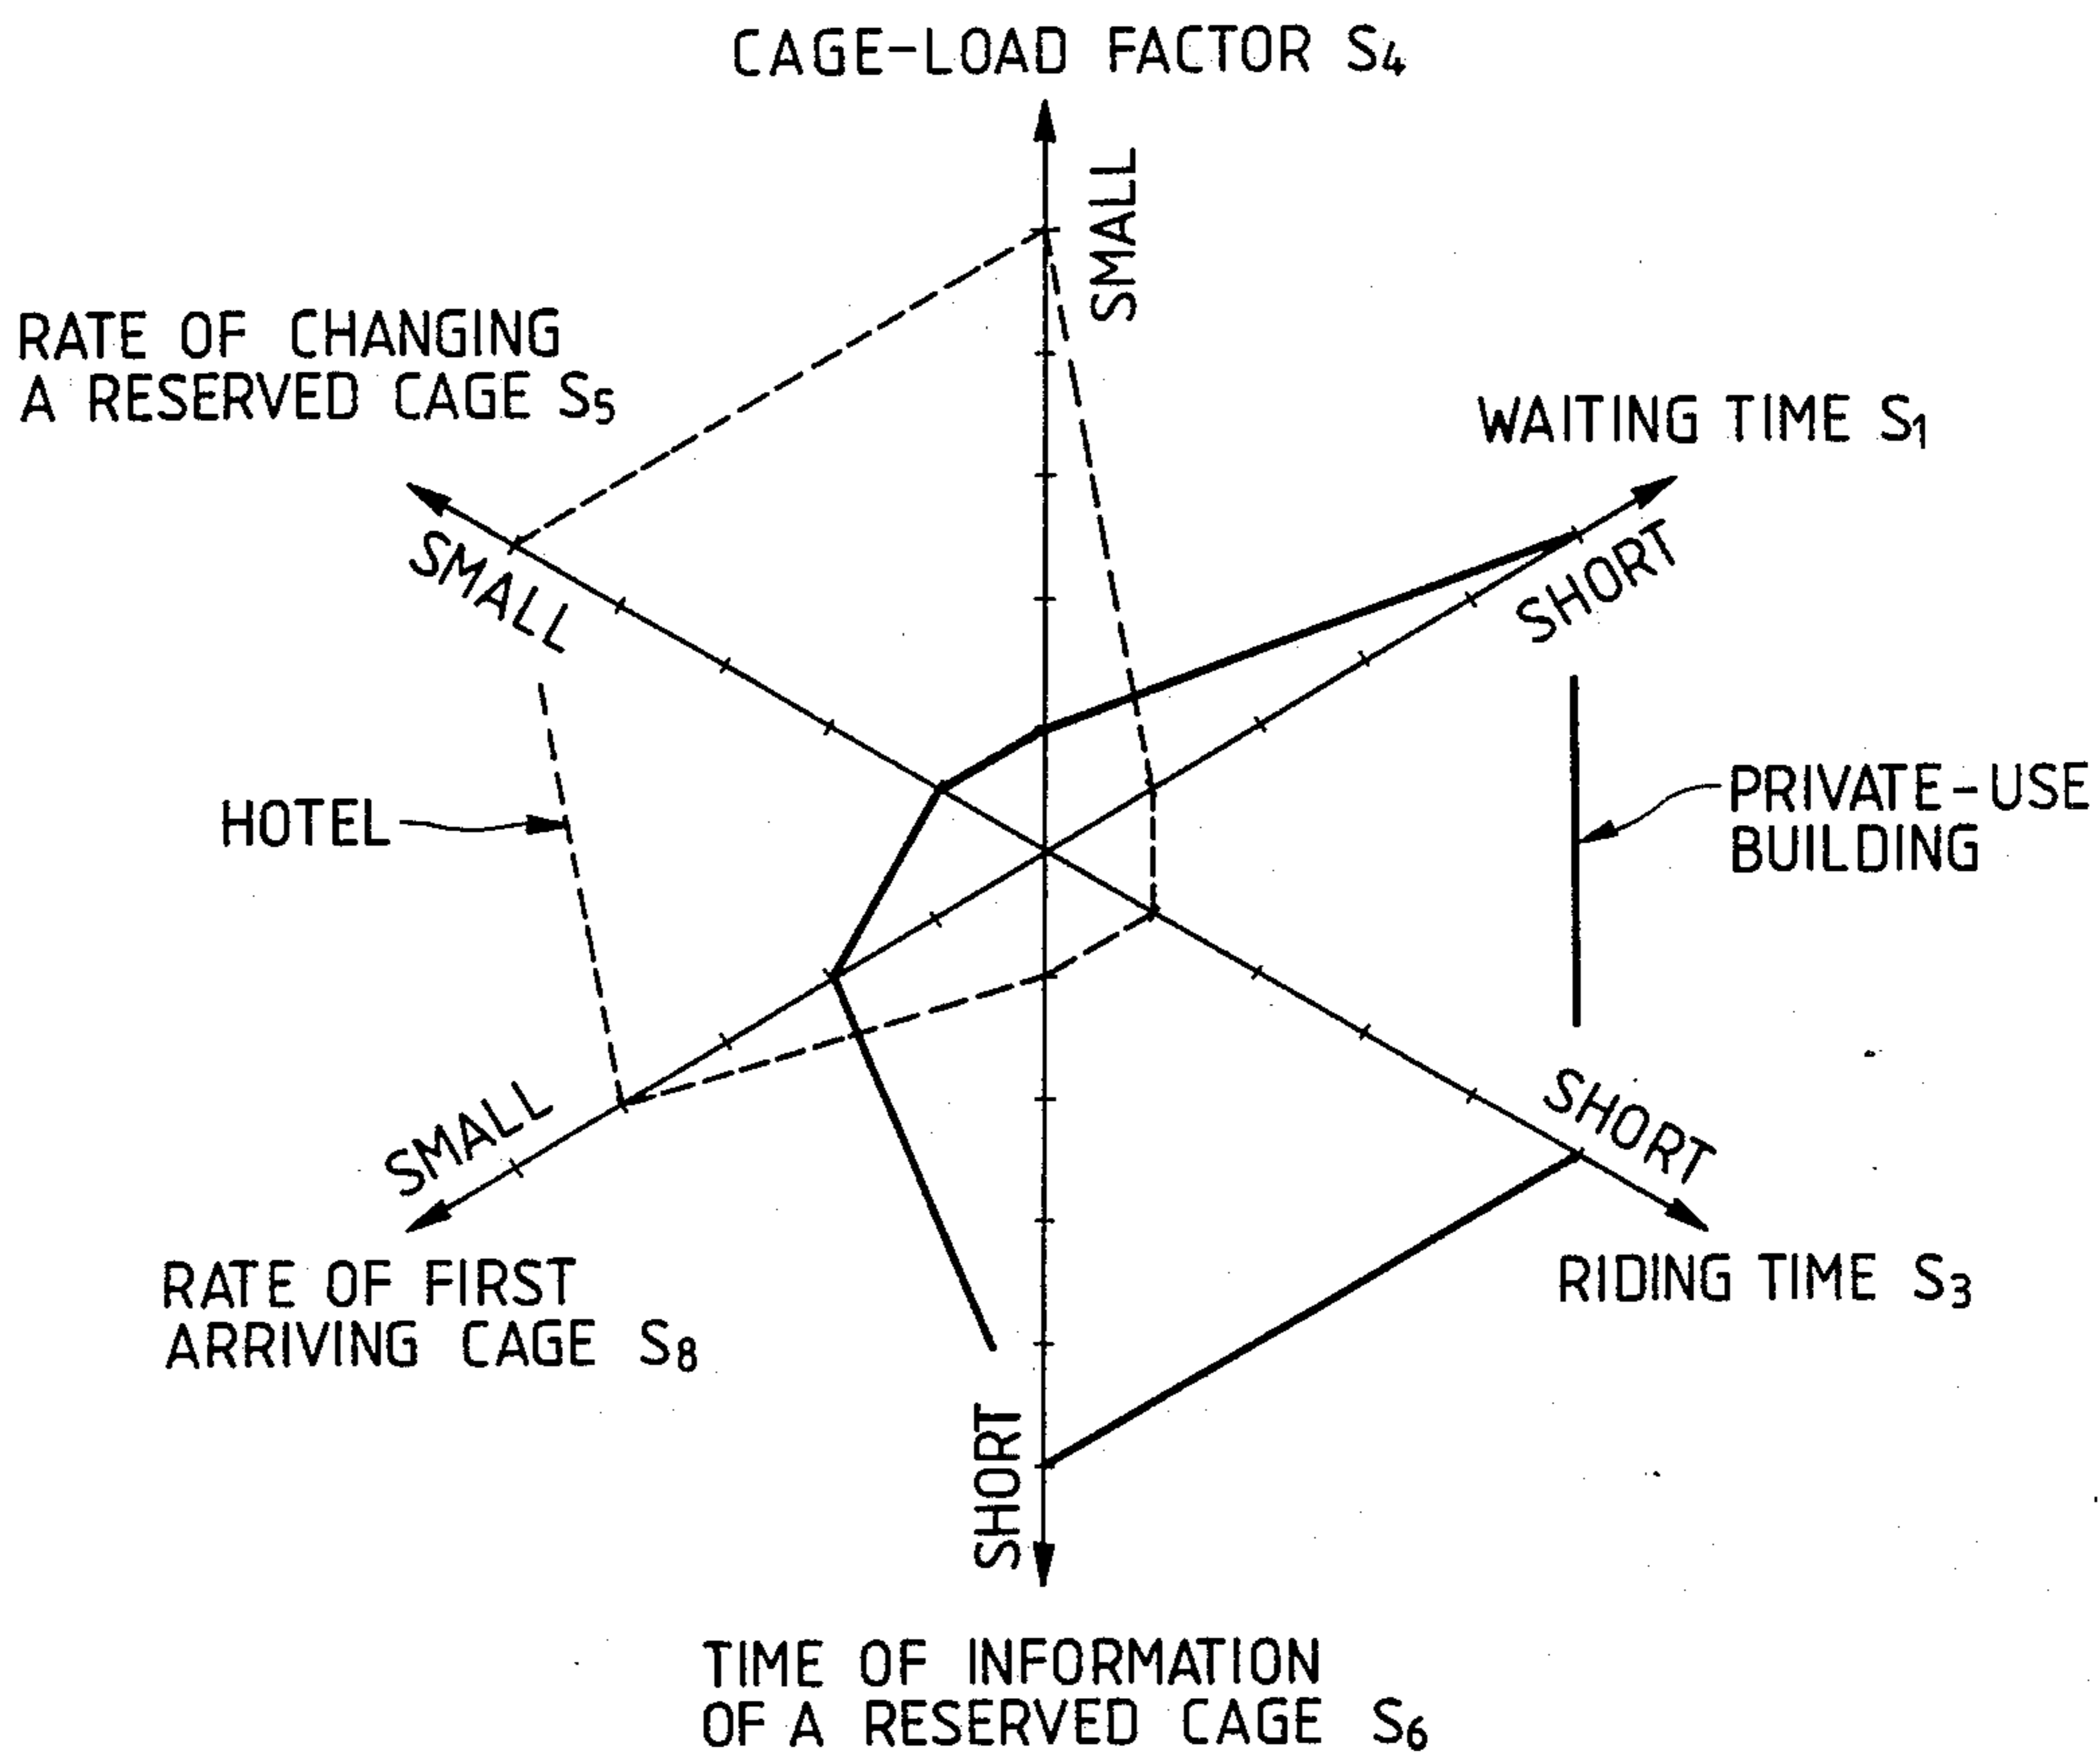 CAGE-LOAD FACTOR S4
SMALL
RATE OF CHANGING
A RESERVED CAGE S5
WAITING TIME S1
SMALL
SHORT
HOTEL
PRIVATE-USE
BUILDING
SMALL
SHORT
RATE OF FIRST
ARRIVING CAGE S8
RIDING TIME S3
SHORT
TIME OF INFORMATION
OF A RESERVED CAGE S6